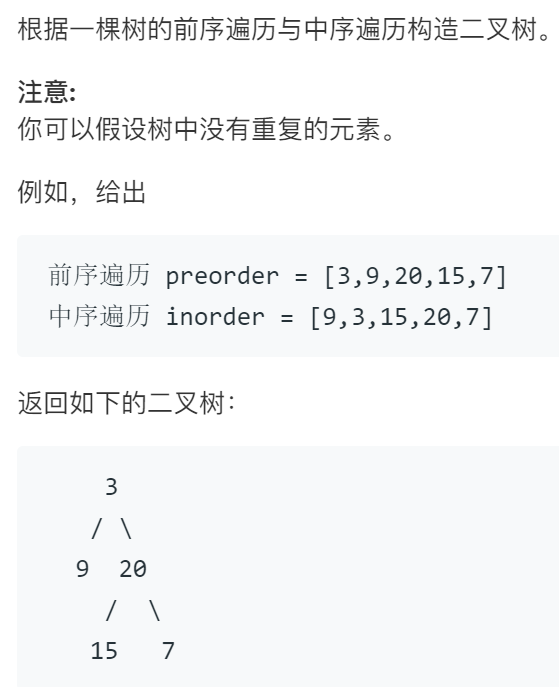 根据一棵树的前序遍历与中序遍历构造二叉树。
注意:
你可以假设树中没有重复的元素。
例如，给出
前序遍历 preorder = [3,9,20,15,7]
中序遍历 inorder = [9,3,15,20,7]
返回如下的二叉树：
3
/ \
9 20
/ \
15 7